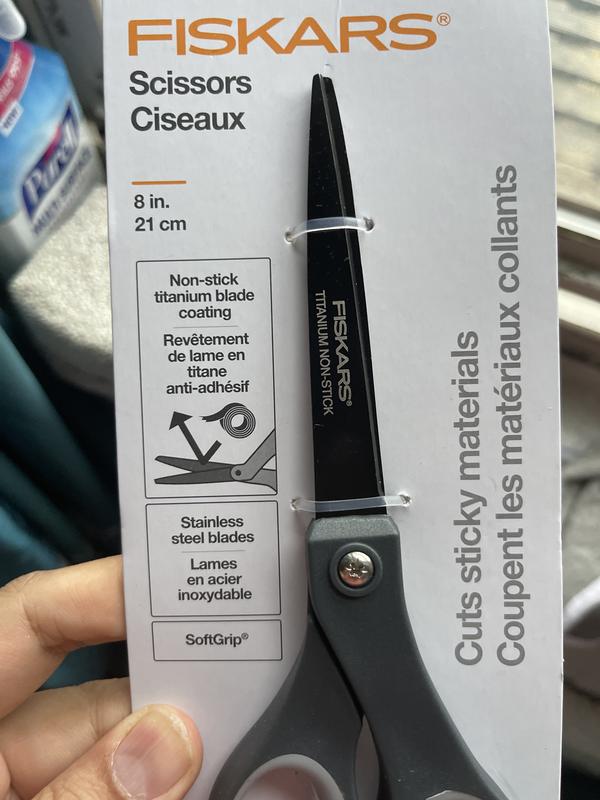 FISKARS®
Scissors
Ciseaux
8 in.
21 cm
Non-stick
titanium blade
coating
Revêtement
de lame en
titane
anti-adhésif
Stainless
steel blades
Lames
en acier
inoxydable
SoftGrip®
FISKARS®
TITANIUM NON-STICK
Cuts sticky materials
Coupent les matériaux collants
Purell